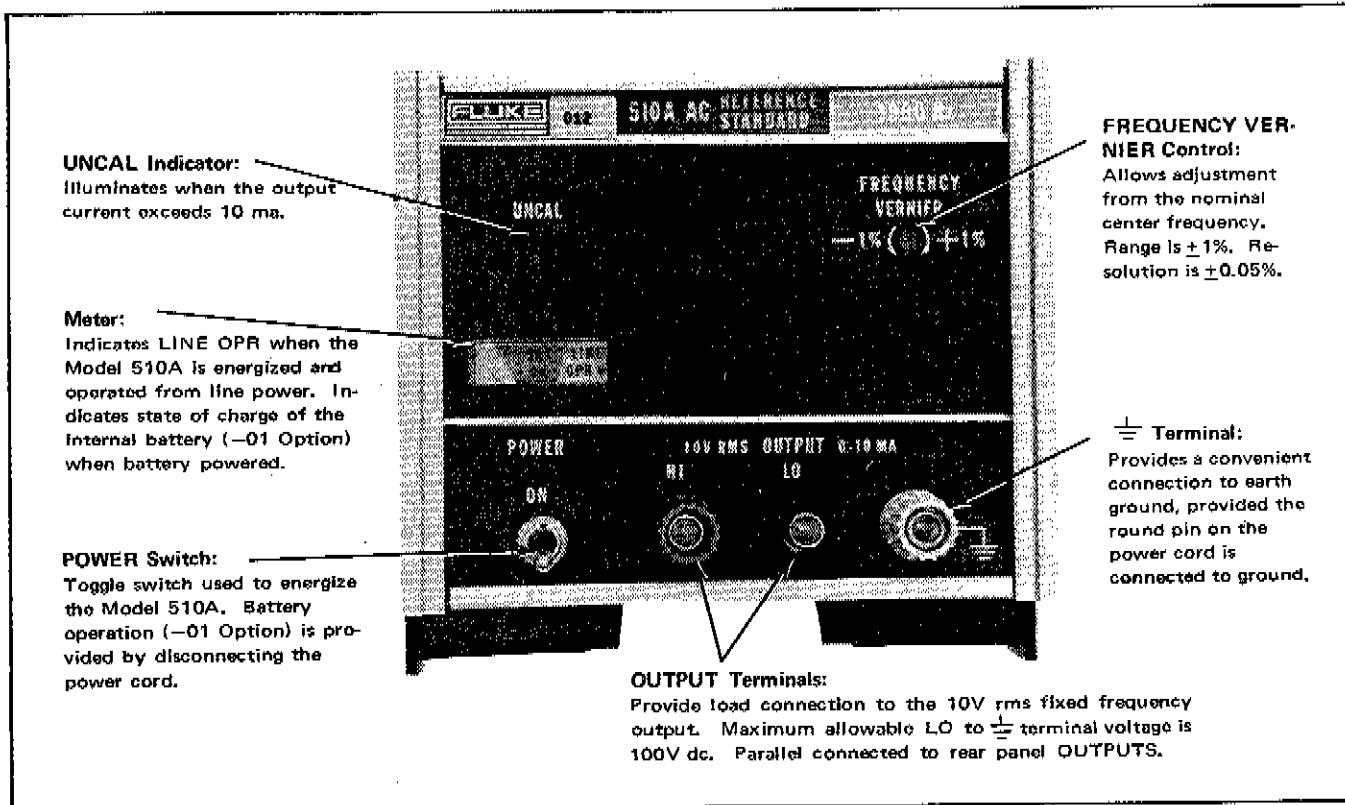 FLUKE
012
510A AC REFERENCE STANDARD
UNCAL Indicator:
Illuminates when the output
current exceeds 10 ma.
Meter:
Indicates LINE OPR when the
Model 510A is energized and
operated from line power. In-
dicates state of charge of the
internal battery (−01 Option)
when battery powered.
POWER Switch:
Toggle switch used to energize
the Model 510A. Battery
operation (−01 Option) is pro-
vided by disconnecting the
power cord.
UNCAL
FREQUENCY
VERNIER
−1% ( ) +1%
LINE
OPR
POWER
ON
10V RMS OUTPUT 0-10 MA
HI LO
FREQUENCY VER-
NIER Control:
Allows adjustment
from the nominal
center frequency.
Range is ±1%. Re-
solution is ±0.05%.
⏚ Terminal:
Provides a convenient
connection to earth
ground, provided the
round pin on the
power cord is
connected to ground.
OUTPUT Terminals:
Provide load connection to the 10V rms fixed frequency
output. Maximum allowable LO to ⏚ terminal voltage is
100V dc. Parallel connected to rear panel OUTPUTS.